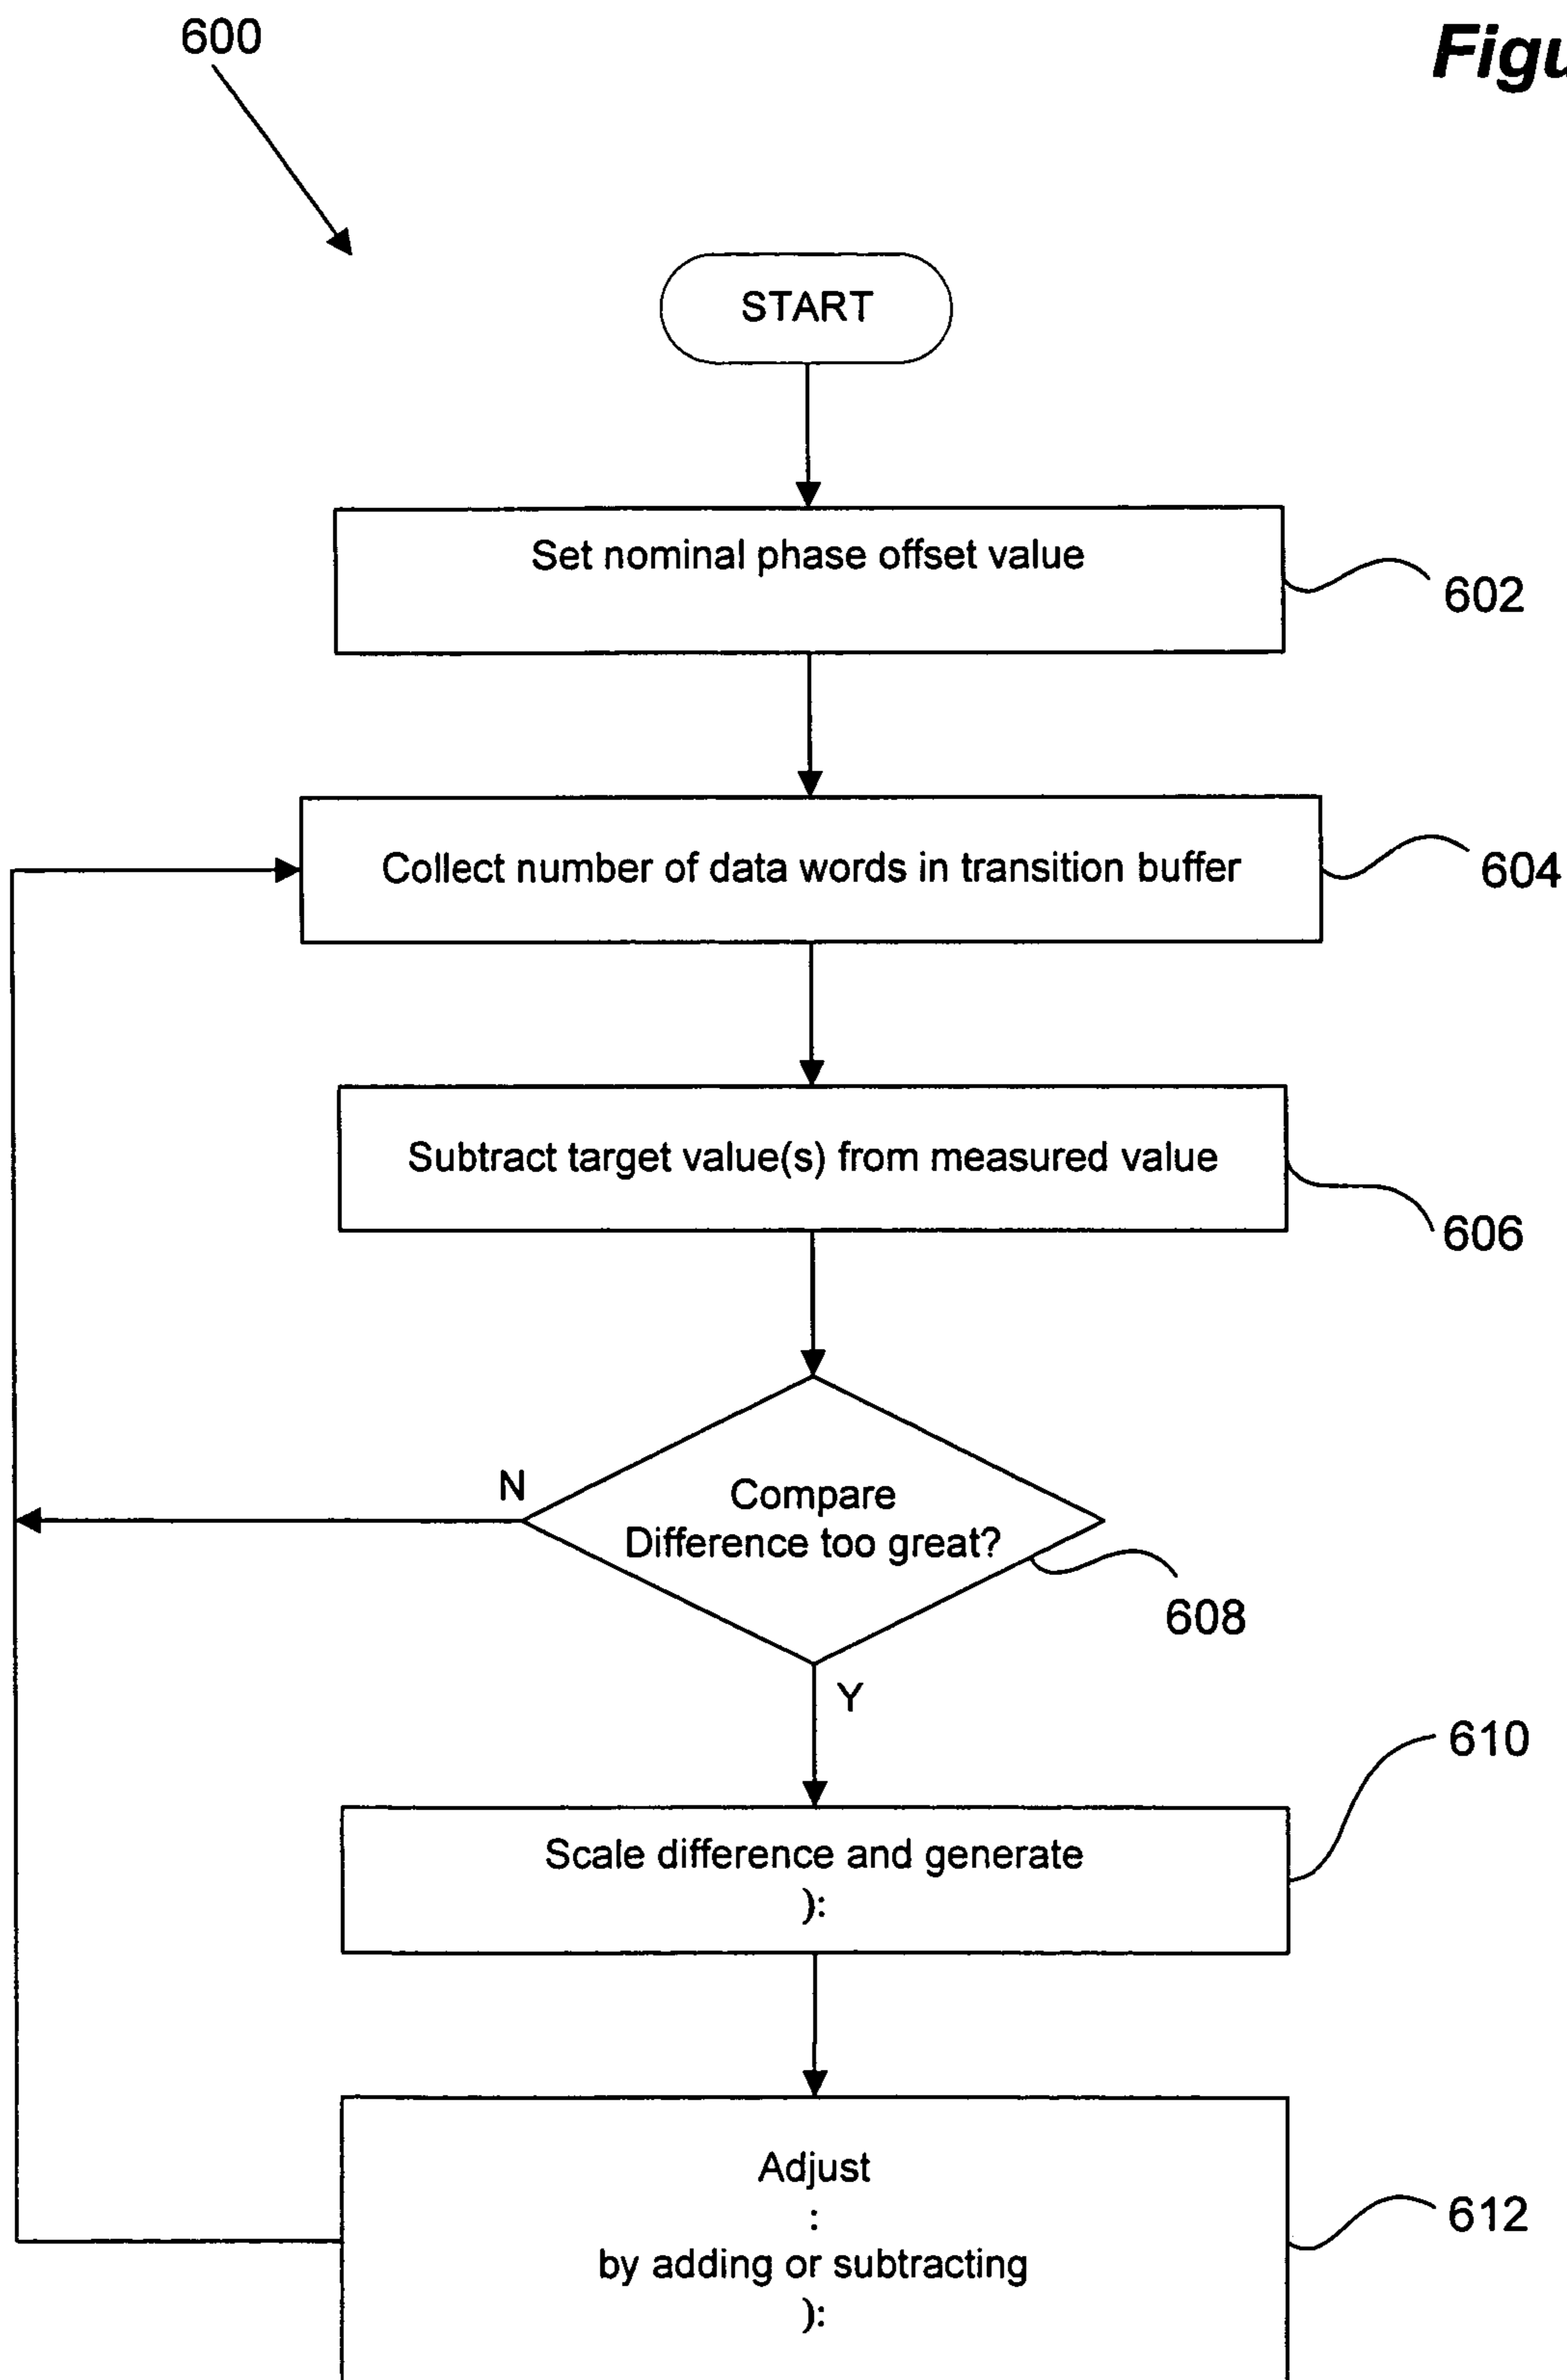 600
Figu
START
Set nominal phase offset value
602
Collect number of data words in transition buffer
604
Subtract target value(s) from measured value
606
N
Compare
Difference too great?
608
Y
610
Scale difference and generate
):
Adjust
:
by adding or subtracting
):
612